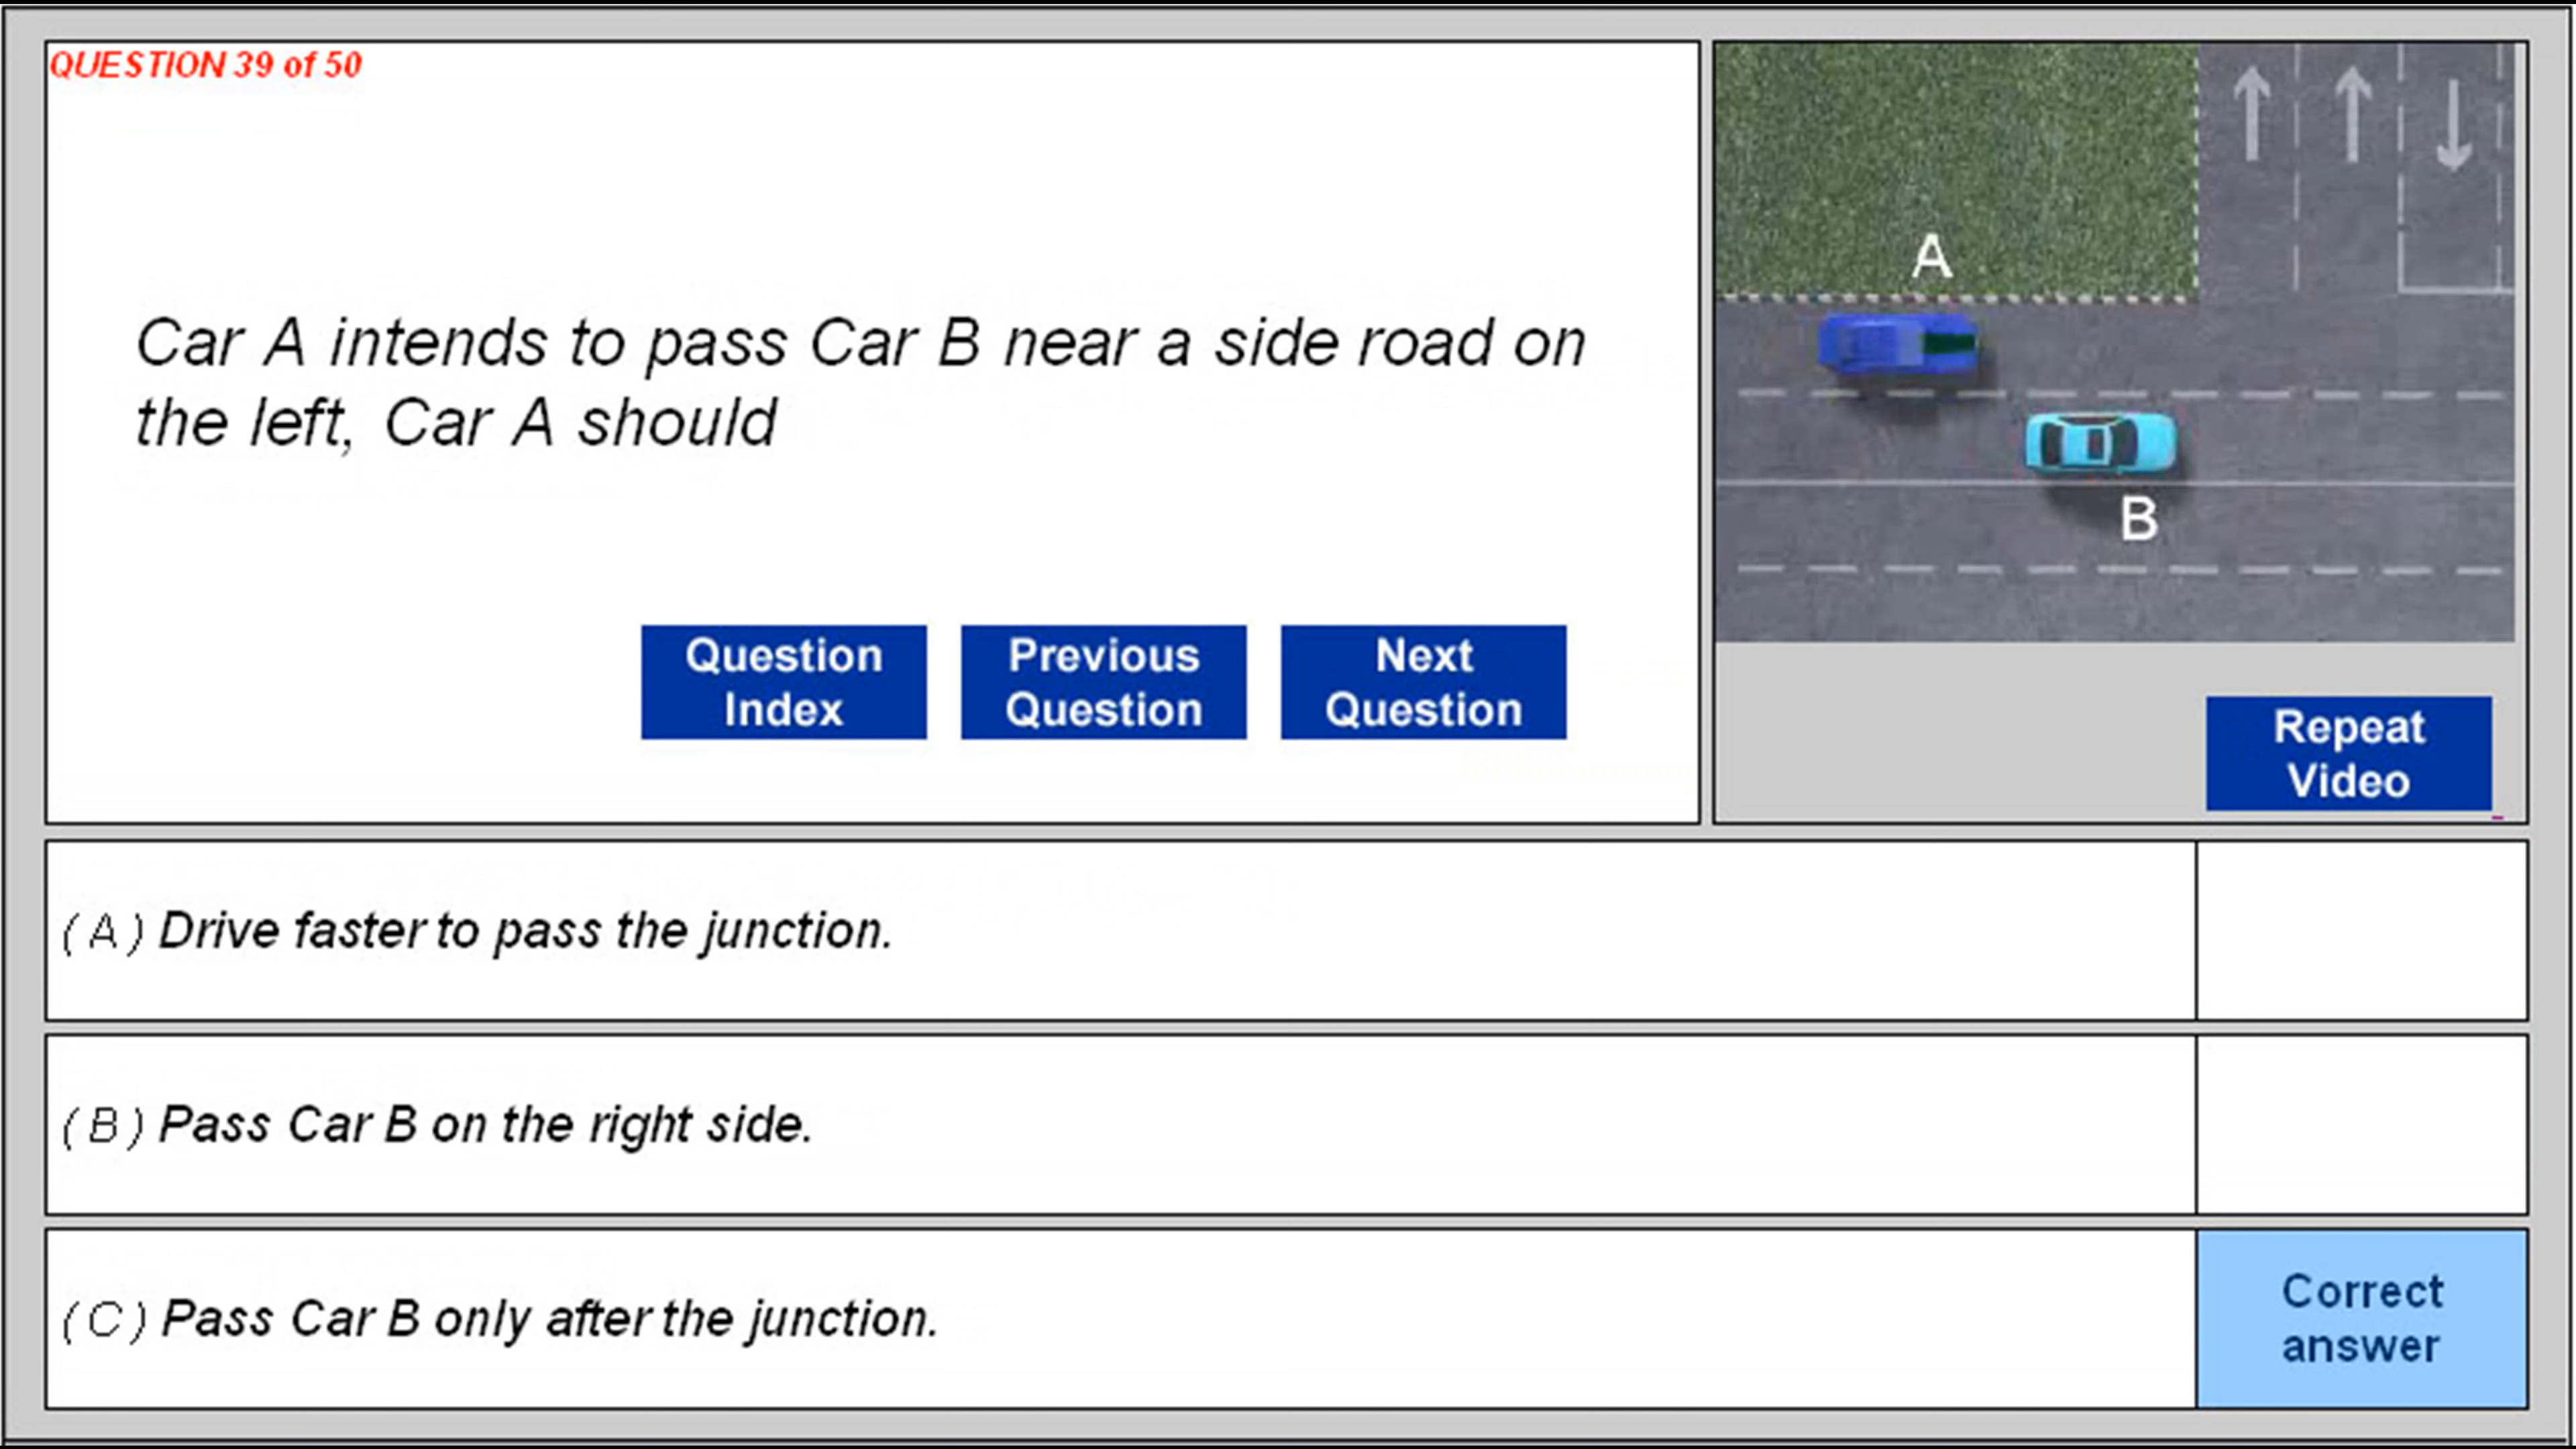 QUESTION 39 of 50
Car A intends to pass Car B near a side road on
the left, Car A should
Question
Index
Previous
Question
Next
Question
A
B
Repeat
Video
(A) Drive faster to pass the junction.
(B) Pass Car B on the right side.
(C) Pass Car B only after the junction.
Correct
answer